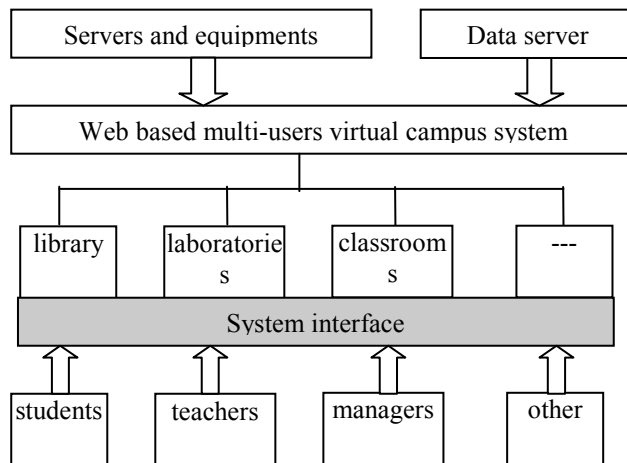 Servers and equipments
Data server
Web based multi-users virtual campus system
library
laboratorie
s
classroom
s
---
System interface
students
teachers
managers
other